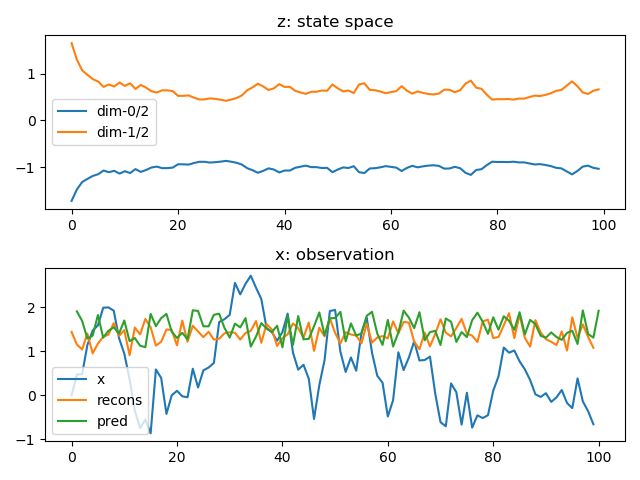 z: state space
1
0
−1
dim-0/2
dim-1/2
0 20 40 60 80 100
x: observation
2
1
0
−1
x
recons
pred
0 20 40 60 80 100